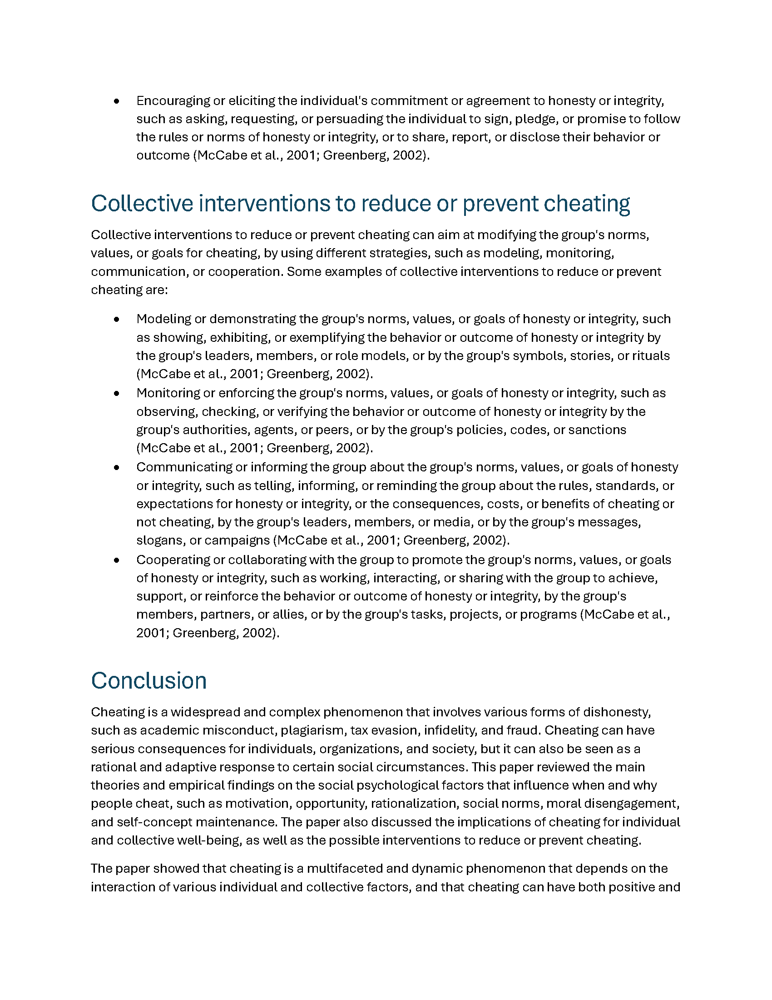 • Encouraging or eliciting the individual's commitment or agreement to honesty or integrity,
such as asking, requesting, or persuading the individual to sign, pledge, or promise to follow
the rules or norms of honesty or integrity, or to share, report, or disclose their behavior or
outcome (McCabe et al., 2001; Greenberg, 2002).
Collective interventions to reduce or prevent cheating
Collective interventions to reduce or prevent cheating can aim at modifying the group's norms,
values, or goals for cheating, by using different strategies, such as modeling, monitoring,
communication, or cooperation. Some examples of collective interventions to reduce or prevent
cheating are:
• Modeling or demonstrating the group's norms, values, or goals of honesty or integrity, such
as showing, exhibiting, or exemplifying the behavior or outcome of honesty or integrity by
the group's leaders, members, or role models, or by the group's symbols, stories, or rituals
(McCabe et al., 2001; Greenberg, 2002).
• Monitoring or enforcing the group's norms, values, or goals of honesty or integrity, such as
observing, checking, or verifying the behavior or outcome of honesty or integrity by the
group's authorities, agents, or peers, or by the group's policies, codes, or sanctions
(McCabe et al., 2001; Greenberg, 2002).
• Communicating or informing the group about the group's norms, values, or goals of honesty
or integrity, such as telling, informing, or reminding the group about the rules, standards, or
expectations for honesty or integrity, or the consequences, costs, or benefits of cheating or
not cheating, by the group's leaders, members, or media, or by the group's messages,
slogans, or campaigns (McCabe et al., 2001; Greenberg, 2002).
• Cooperating or collaborating with the group to promote the group's norms, values, or goals
of honesty or integrity, such as working, interacting, or sharing with the group to achieve,
support, or reinforce the behavior or outcome of honesty or integrity, by the group's
members, partners, or allies, or by the group's tasks, projects, or programs (McCabe et al.,
2001; Greenberg, 2002).
Conclusion
Cheating is a widespread and complex phenomenon that involves various forms of dishonesty,
such as academic misconduct, plagiarism, tax evasion, infidelity, and fraud. Cheating can have
serious consequences for individuals, organizations, and society, but it can also be seen as a
rational and adaptive response to certain social circumstances. This paper reviewed the main
theories and empirical findings on the social psychological factors that influence when and why
people cheat, such as motivation, opportunity, rationalization, social norms, moral disengagement,
and self-concept maintenance. The paper also discussed the implications of cheating for individual
and collective well-being, as well as the possible interventions to reduce or prevent cheating.
The paper showed that cheating is a multifaceted and dynamic phenomenon that depends on the
interaction of various individual and collective factors, and that cheating can have both positive and